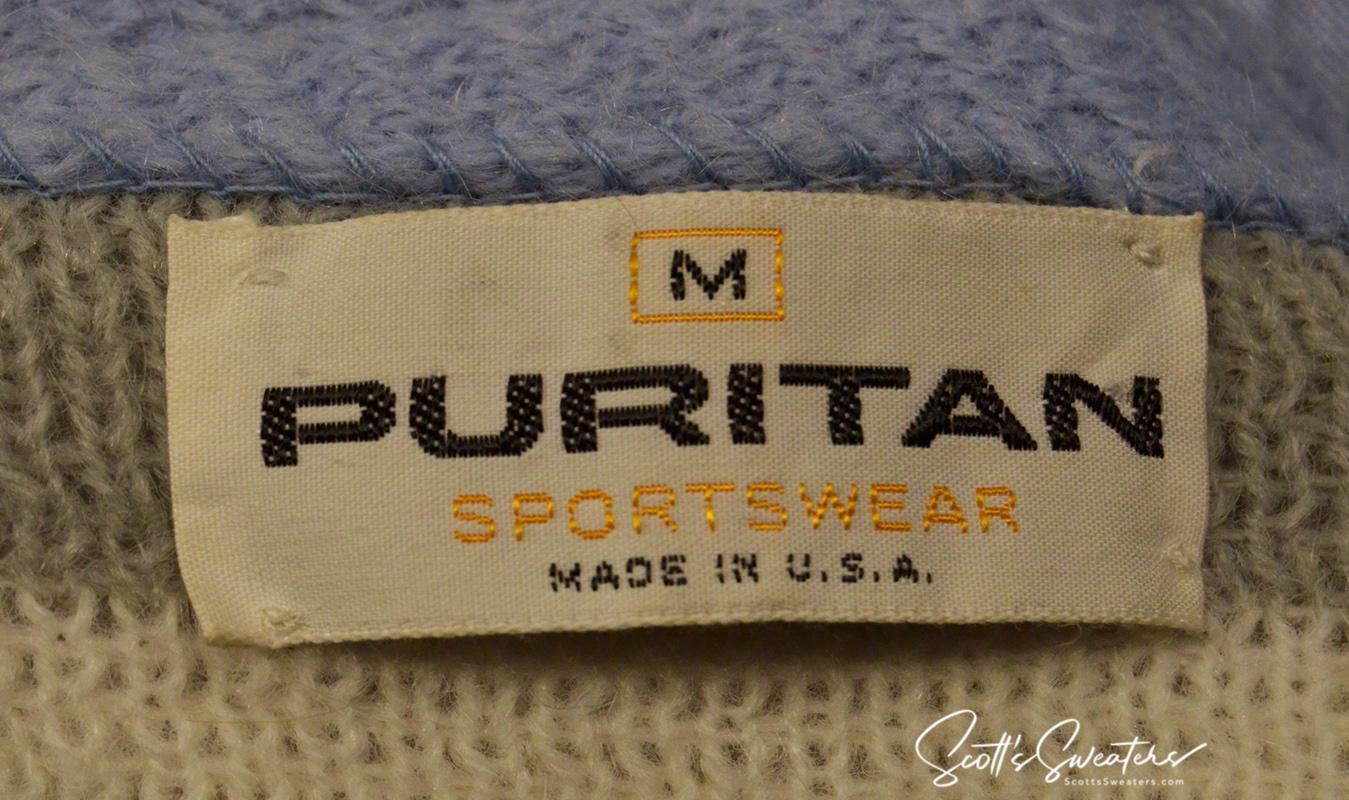 M
PURITAN
SPORTSWEAR
MADE IN U.S.A.
Scott's Sweaters
ScottsSweaters.com